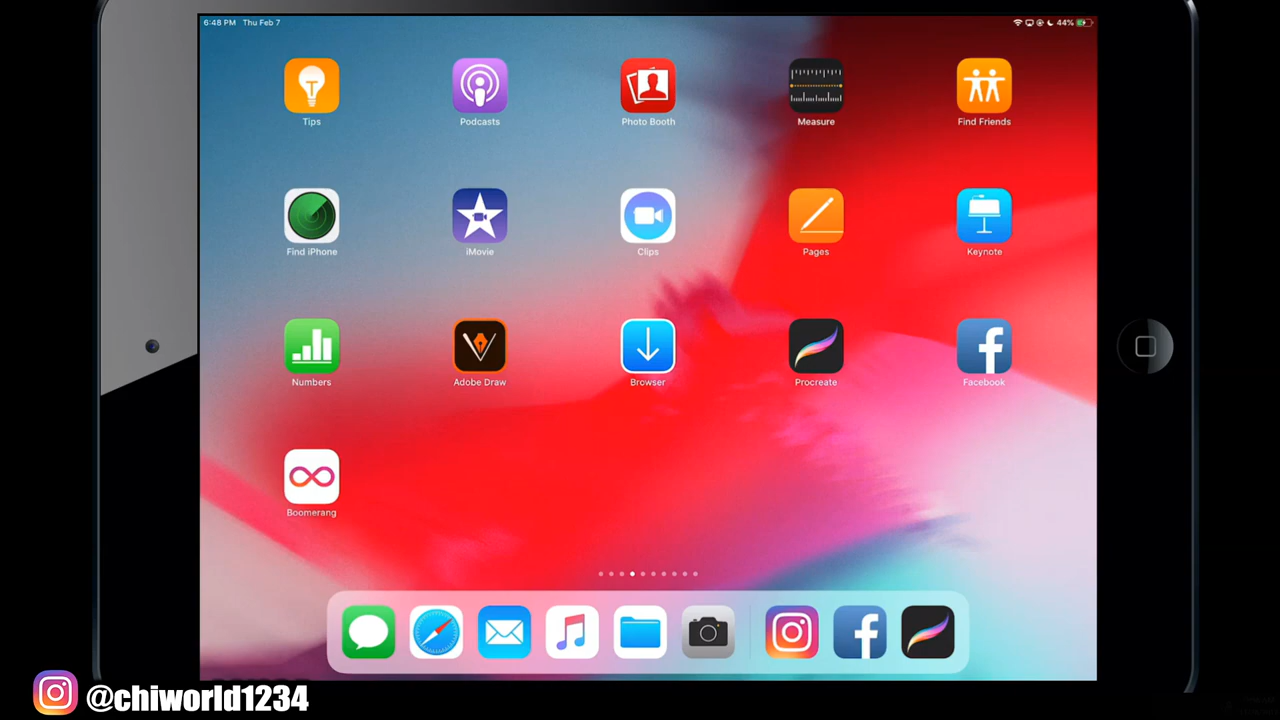 6:48 PM Thu Feb 7
44%
Tips
Podcasts
Photo Booth
Measure
Find Friends
Find iPhone
iMovie
Clips
Pages
Keynote
Numbers
Adobe Draw
Browser
Procreate
Facebook
Boomerang
@chiworld1234